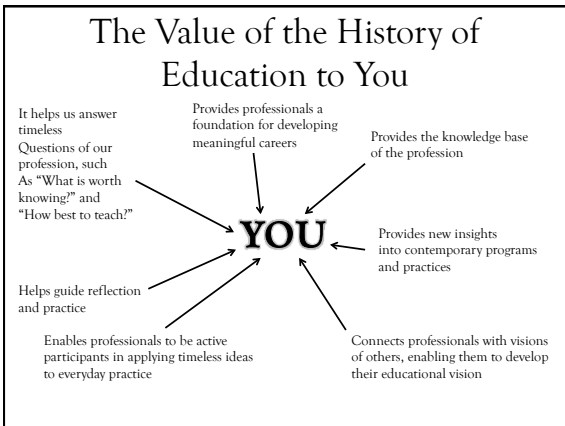 The Value of the History of
Education to You
It helps us answer
timeless
Questions of our
profession, such
As “What is worth
knowing?” and
“How best to teach?”
Provides professionals a
foundation for developing
meaningful careers
Provides the knowledge base
of the profession
YOU
Provides new insights
into contemporary programs
and practices
Helps guide reflection
and practice
Enables professionals to be active
participants in applying timeless ideas
to everyday practice
Connects professionals with visions
of others, enabling them to develop
their educational vision